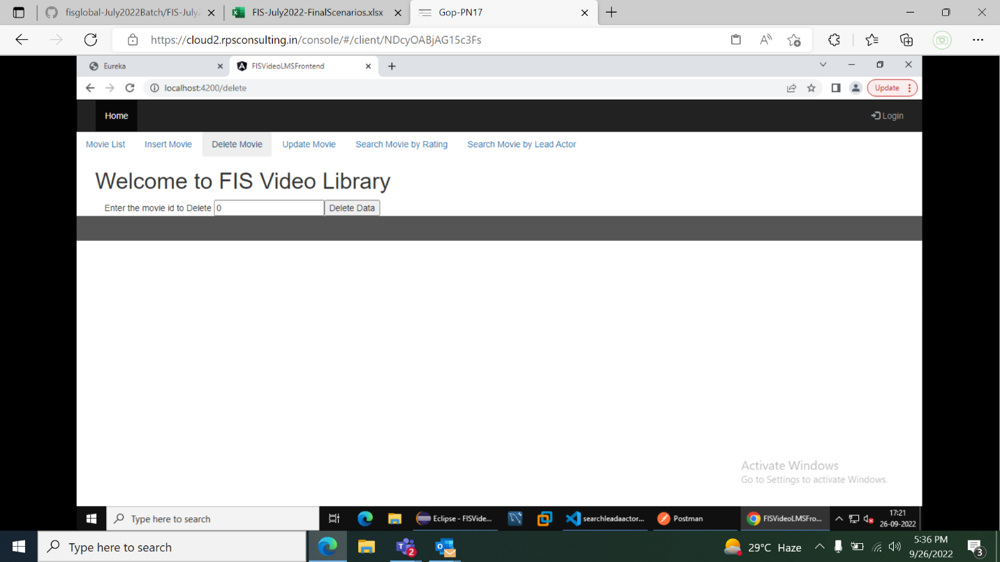 fisglobal-July2022Batch/FIS-July2
FIS-July2022-FinalScenarios.xlsx
Gop-PN17
https://cloud2.rpsconsulting.in/console/#/client/NDcyOABjAG15c3Fs
Eureka
FISVideoLMSFrontend
localhost:4200/delete
Update
Home
Login
Movie List
Insert Movie
Delete Movie
Update Movie
Search Movie by Rating
Search Movie by Lead Actor
Welcome to FIS Video Library
Enter the movie id to Delete 0 Delete Data
Activate Windows
Go to Settings to activate Windows.
Type here to search
Eclipse - FISVide...
searchleadaactor...
Postman
FISVideoLMSFro...
17:21
26-09-2022
Type here to search
2
29°C Haze
5:36 PM
9/26/2022
3